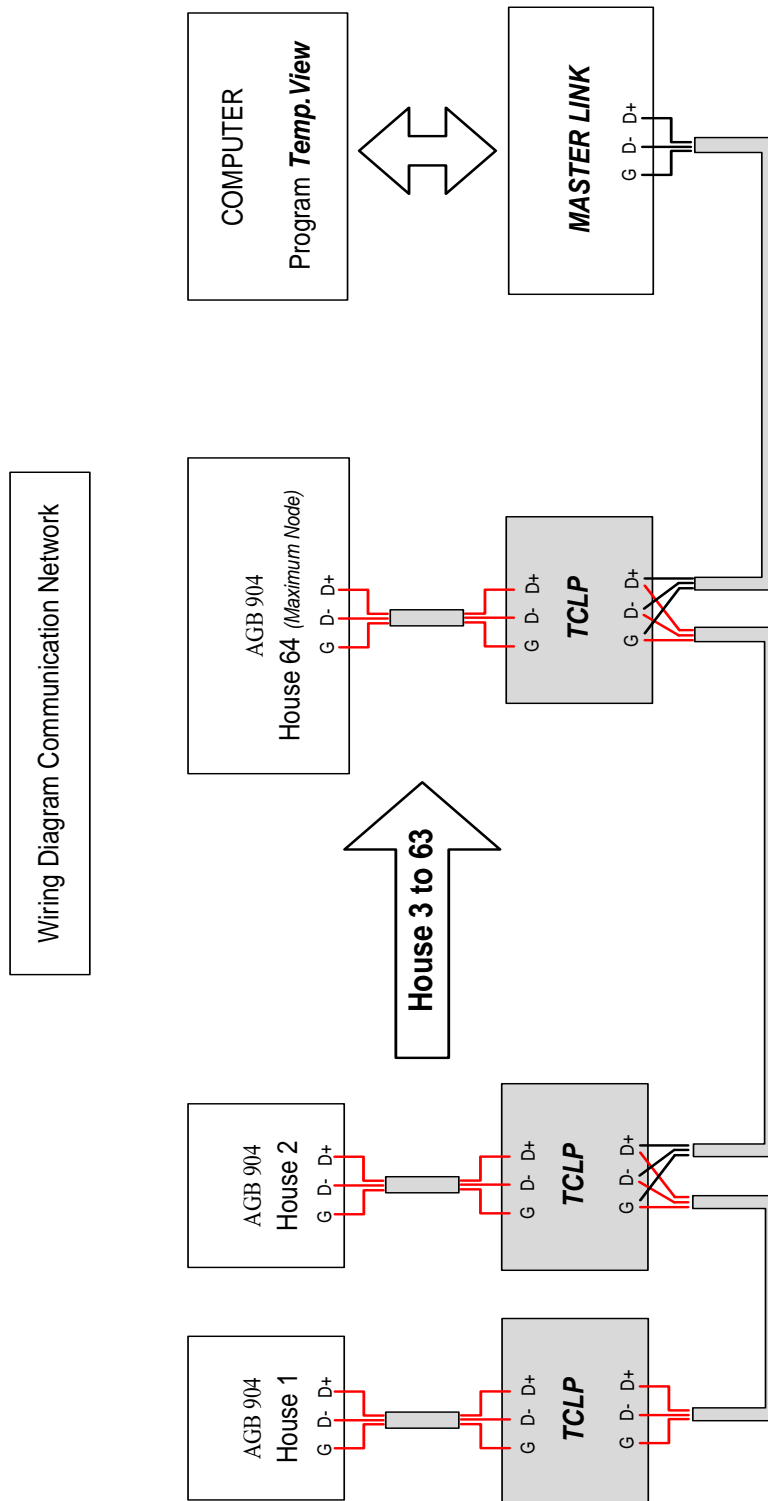 Wiring Diagram Communication Network
AGB 904
House 1
G D- D+
G D- D+
TCLP
G D- D+
AGB 904
House 2
G D- D+
G D- D+
TCLP
G D- D+
House 3 to 63
AGB 904
House 64 (Maximum Node)
G D- D+
G D- D+
TCLP
G D- D+
COMPUTER
Program Temp.View
MASTER LINK
G D- D+